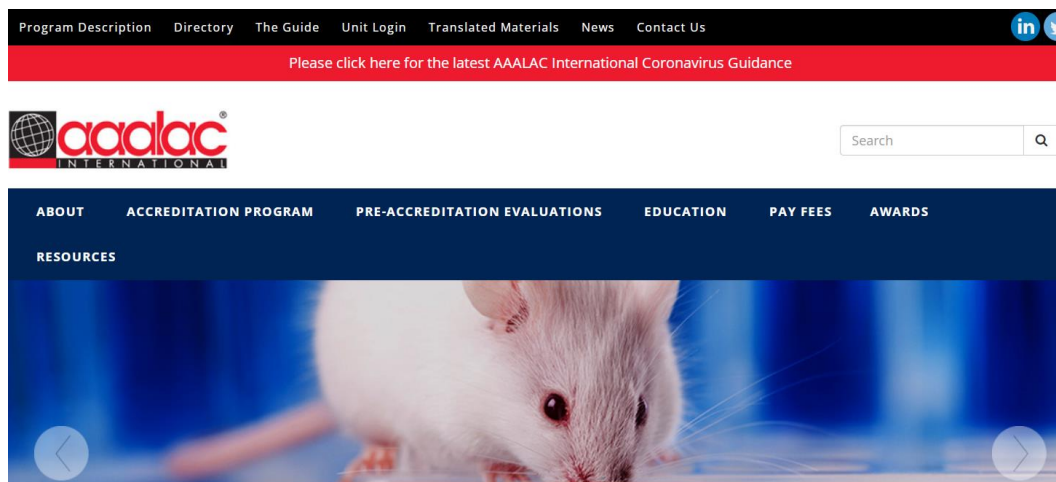 Program Description Directory The Guide Unit Login Translated Materials News Contact Us in
Please click here for the latest AAALAC International Coronavirus Guidance
aaalac®
INTERNATIONAL
Search
ABOUT ACCREDITATION PROGRAM PRE-ACCREDITATION EVALUATIONS EDUCATION PAY FEES AWARDS
RESOURCES